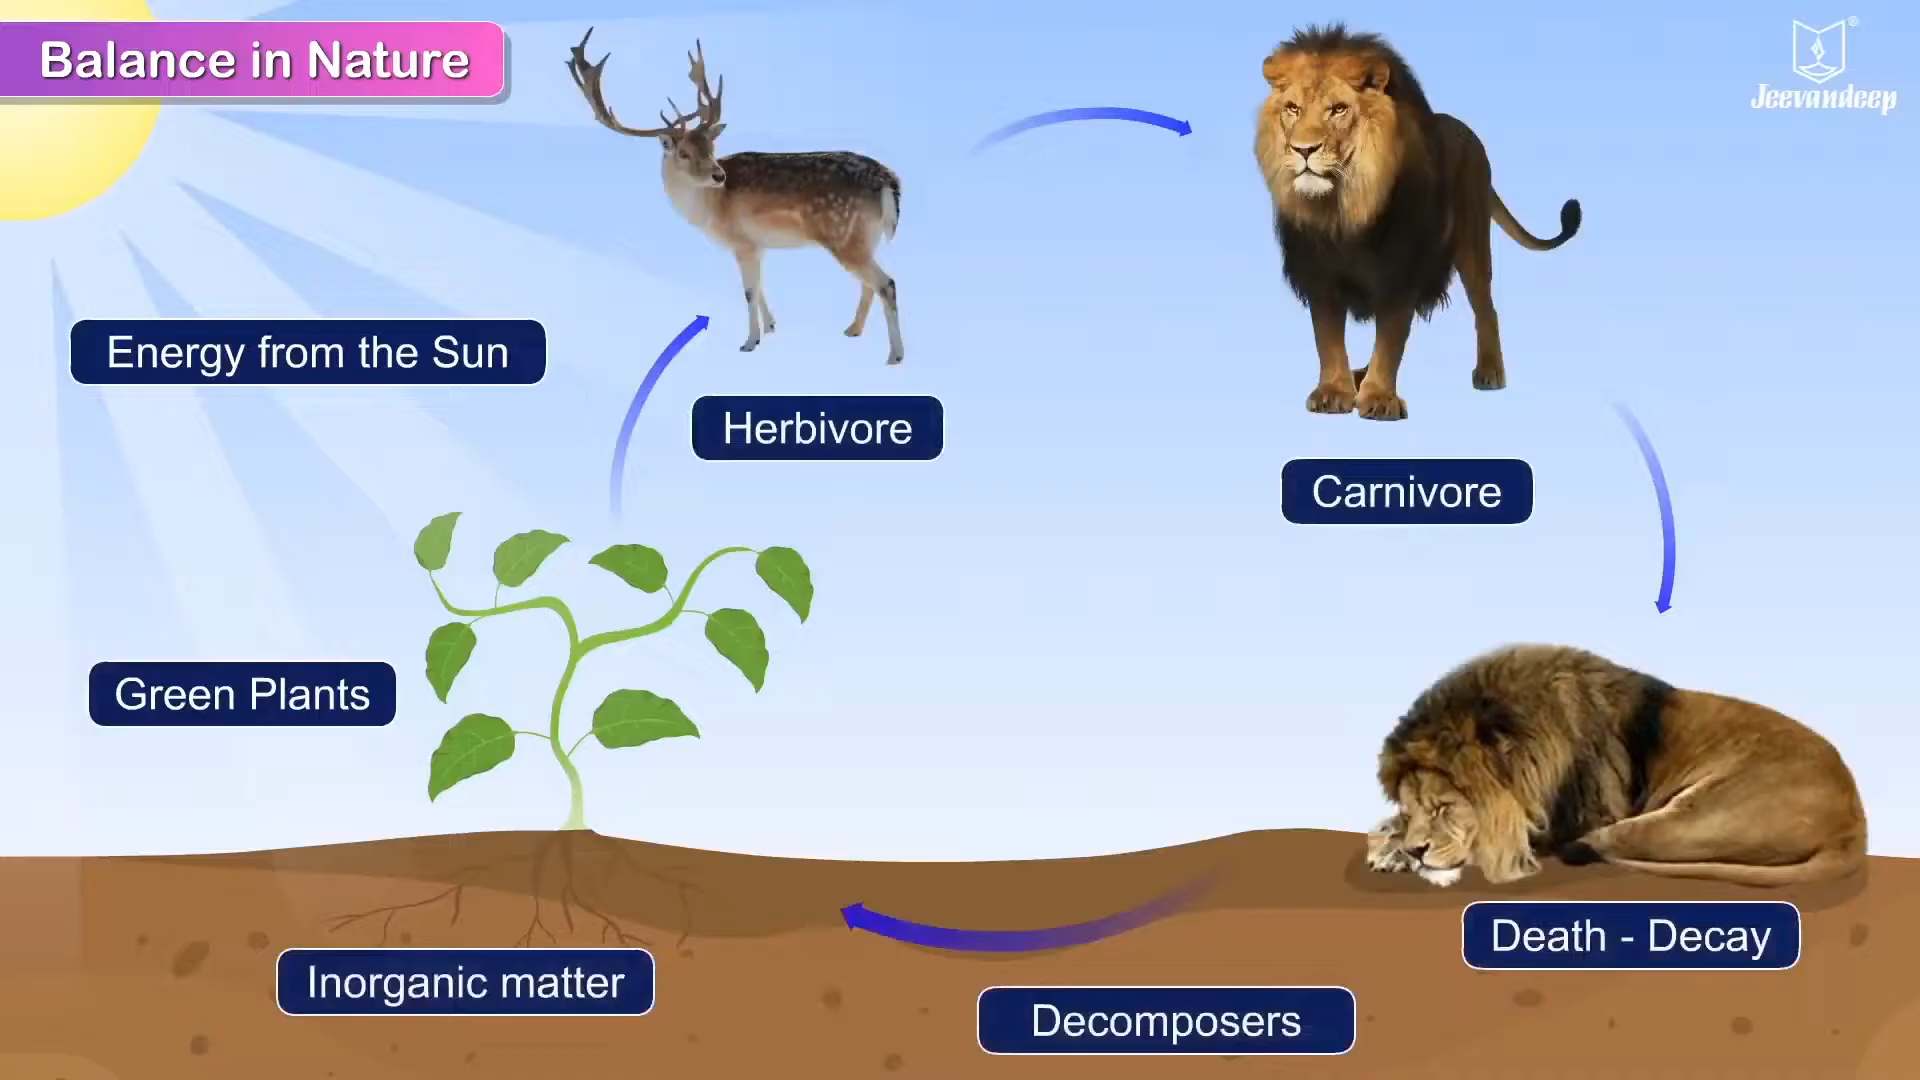 Balance in Nature
Jeevandeep
®
Energy from the Sun
Herbivore
Carnivore
Green Plants
Death - Decay
Inorganic matter
Decomposers